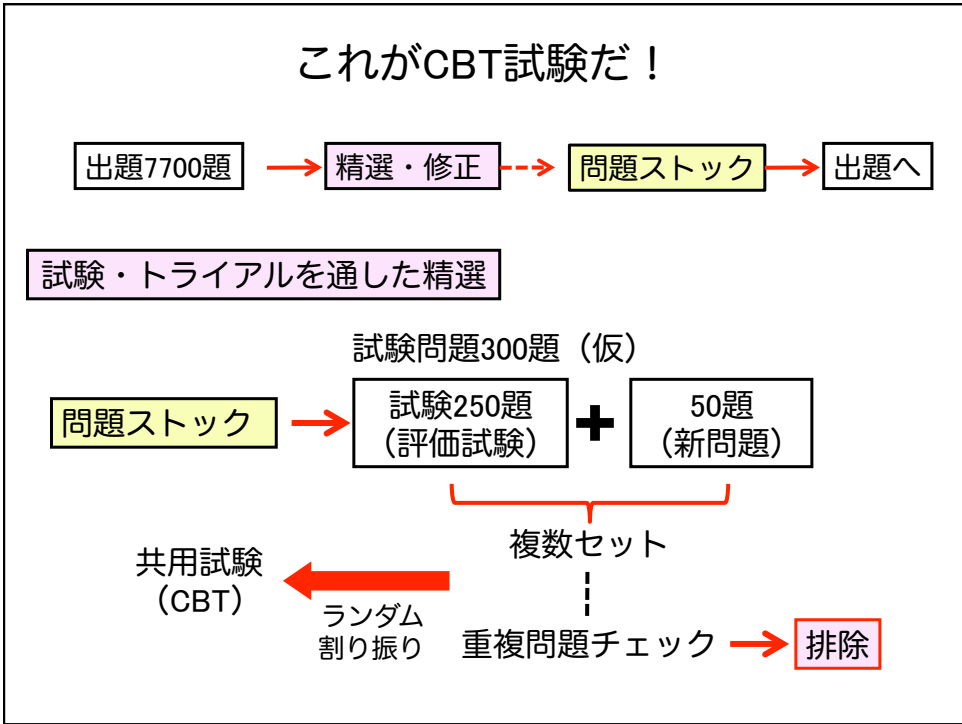 これがCBT試験だ！
出題7700題
精選・修正
問題ストック
出題へ
試験・トライアルを通した精選
試験問題300題（仮）
問題ストック
試験250題
（評価試験）
50題
（新問題）
複数セット
共用試験
（CBT）
ランダム
割り振り
重複問題チェック
排除